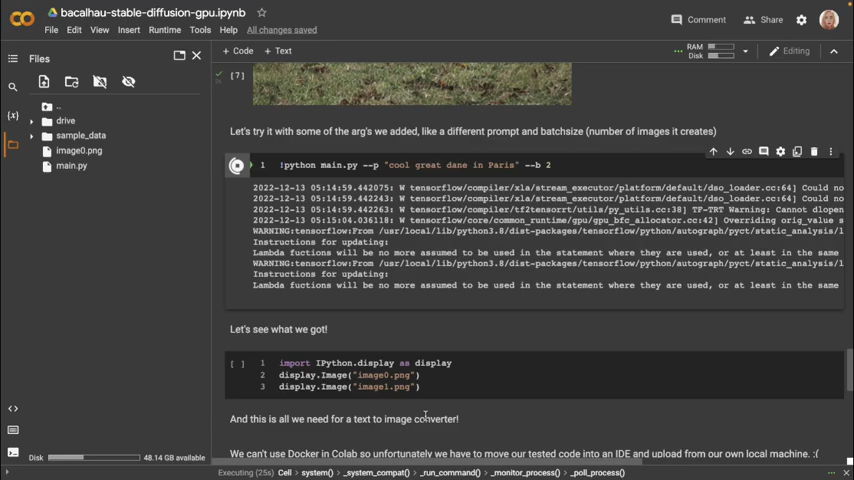 bacalhau-stable-diffusion-gpu.ipynb
File Edit View Insert Runtime Tools Help All changes saved
Comment Share
Files
+ Code + Text
RAM
Disk
Editing
..
drive
sample_data
image0.png
main.py
{x}
[7]
Let's try it with some of the arg's we added, like a different prompt and batchsize (number of images it creates)
1 !python main.py --p "cool great dane in Paris" --b 2
2022-12-13 05:14:59.442075: W tensorflow/compiler/xla/stream_executor/platform/default/dso_loader.cc:64] Could no
2022-12-13 05:14:59.442243: W tensorflow/compiler/xla/stream_executor/platform/default/dso_loader.cc:64] Could no
2022-12-13 05:14:59.442263: W tensorflow/compiler/tf2tensorrt/utils/py_utils.cc:38] TF-TRT Warning: Cannot dlopen
2022-12-13 05:15:04.036118: W tensorflow/core/common_runtime/gpu/gpu_bfc_allocator.cc:42] Overriding orig_value s
WARNING:tensorflow:From /usr/local/lib/python3.8/dist-packages/tensorflow/python/autograph/pyct/static_analysis/l
Instructions for updating:
Lambda fuctions will be no more assumed to be used in the statement where they are used, or at least in the same
WARNING:tensorflow:From /usr/local/lib/python3.8/dist-packages/tensorflow/python/autograph/pyct/static_analysis/l
Instructions for updating:
Lambda fuctions will be no more assumed to be used in the statement where they are used, or at least in the same
Let's see what we got!
[ ] 1 import IPython.display as display
2 display.Image("image0.png")
3 display.Image("image1.png")
And this is all we need for a text to image converter!
We can't use Docker in Colab so unfortunately we have to move our tested code into an IDE and upload from our own local machine. :(
Disk 48.14 GB available
Executing (25s) Cell > system() > _system_compat() > _run_command() > _monitor_process() > _poll_process()